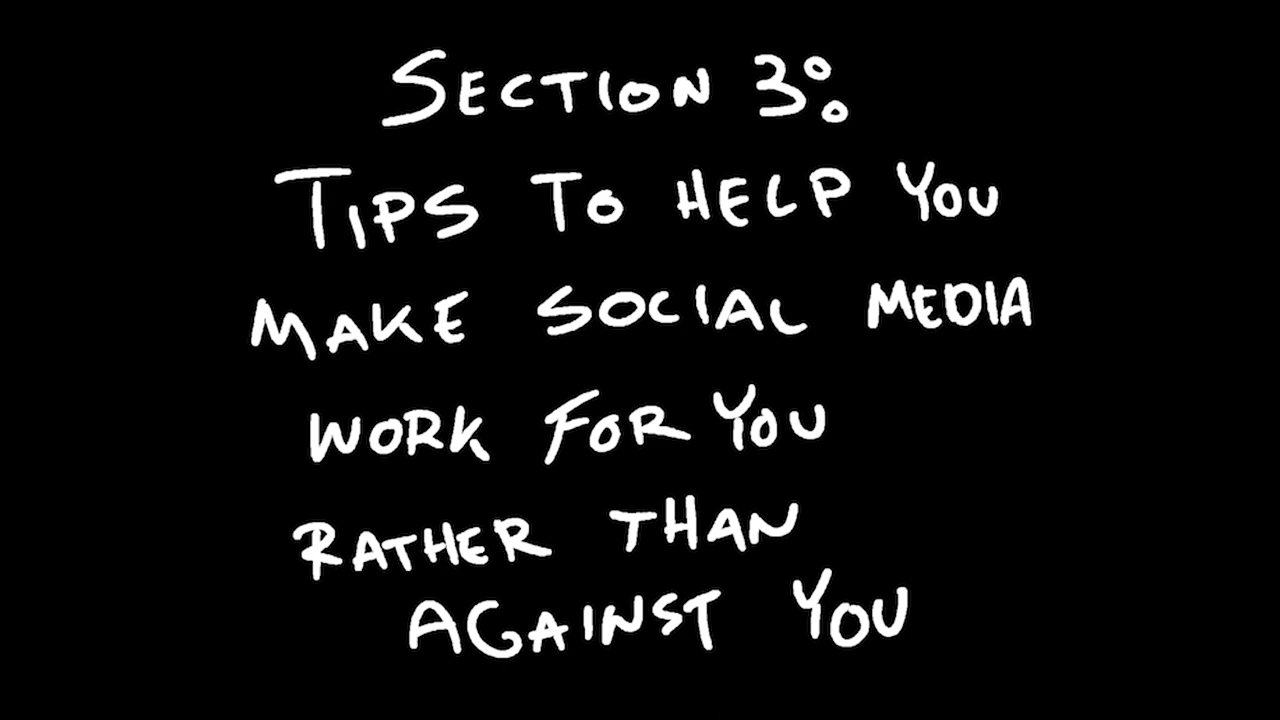 SECTION 3:
TIPS TO HELP YOU
MAKE SOCIAL MEDIA
WORK FOR YOU
RATHER THAN
AGAINST YOU